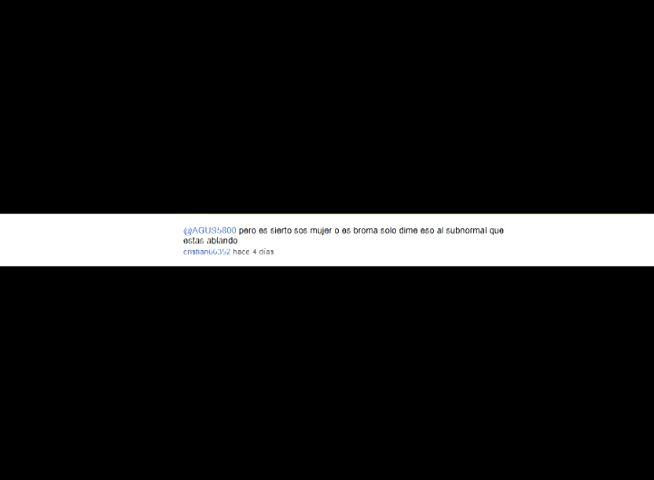 @AGUS5800 pero es sierto sos mujer o es broma solo dime eso al subnormal que
estas ablando
cristian66352 hace 4 días